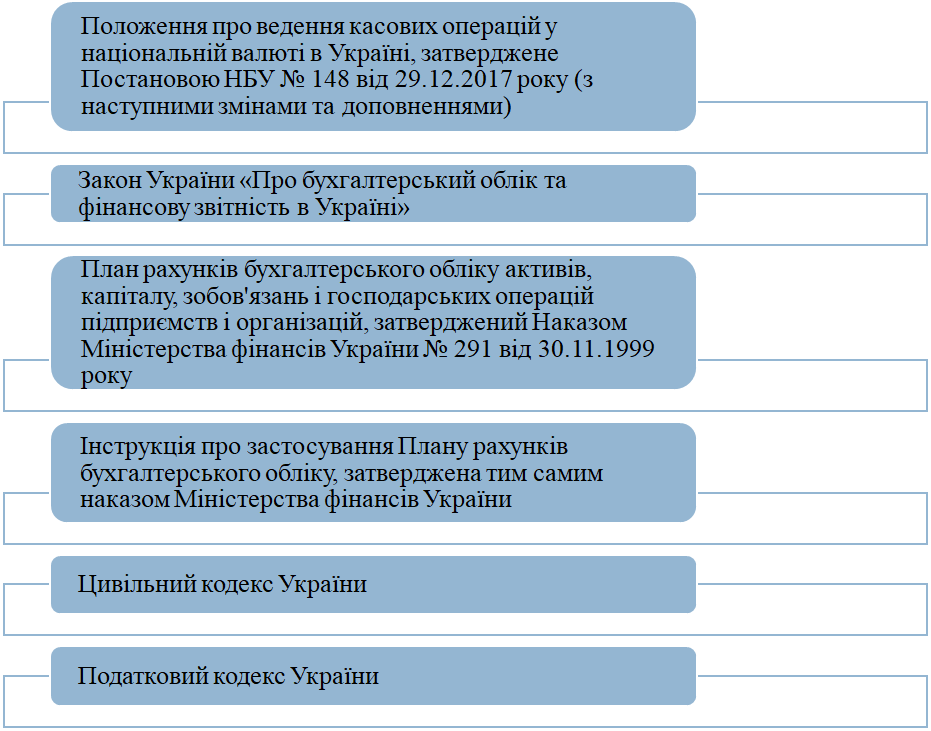 Положення про ведення касових операцій у
національній валюті в Україні, затверджене
Постановою НБУ № 148 від 29.12.2017 року (з
наступними змінами та доповненнями)
Закон України «Про бухгалтерський облік та
фінансову звітність в Україні»
План рахунків бухгалтерського обліку активів,
капіталу, зобов'язань і господарських операцій
підприємств і організацій, затверджений Наказом
Міністерства фінансів України № 291 від 30.11.1999
року
Інструкція про застосування Плану рахунків
бухгалтерського обліку, затверджена тим самим
наказом Міністерства фінансів України
Цивільний кодекс України
Податковий кодекс України